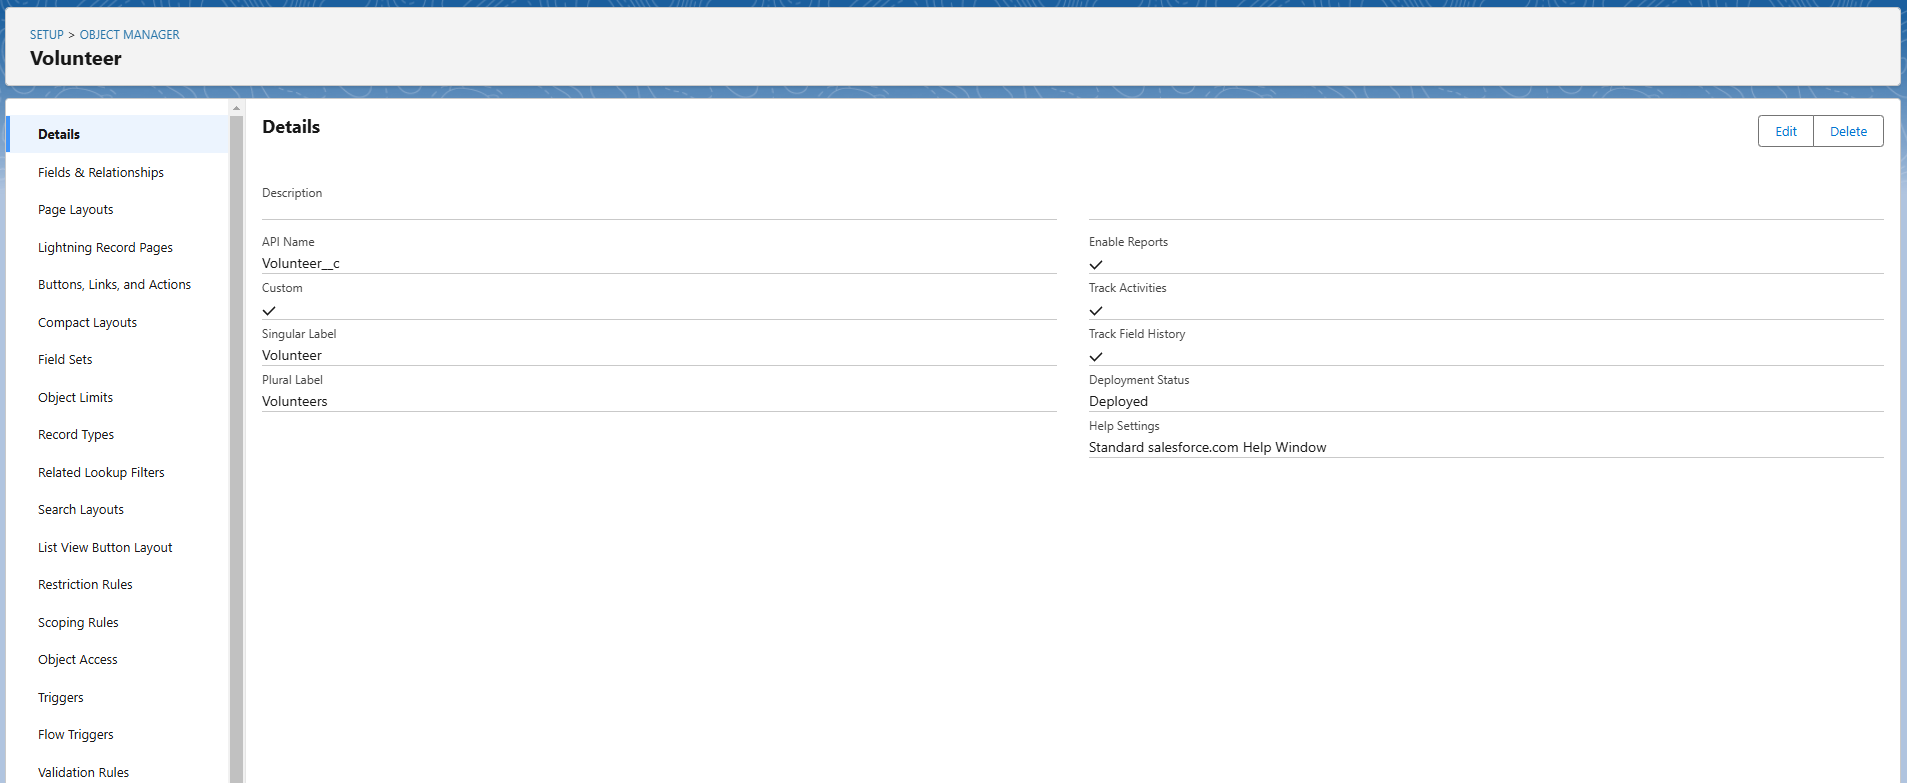 SETUP > OBJECT MANAGER
Volunteer
Details
Fields & Relationships
Page Layouts
Lightning Record Pages
Buttons, Links, and Actions
Compact Layouts
Field Sets
Object Limits
Record Types
Related Lookup Filters
Search Layouts
List View Button Layout
Restriction Rules
Scoping Rules
Object Access
Triggers
Flow Triggers
Validation Rules
Details
Edit
Delete
Description
API Name
Volunteer__c
Custom
Singular Label
Volunteer
Plural Label
Volunteers
Enable Reports
Track Activities
Track Field History
Deployment Status
Deployed
Help Settings
Standard salesforce.com Help Window